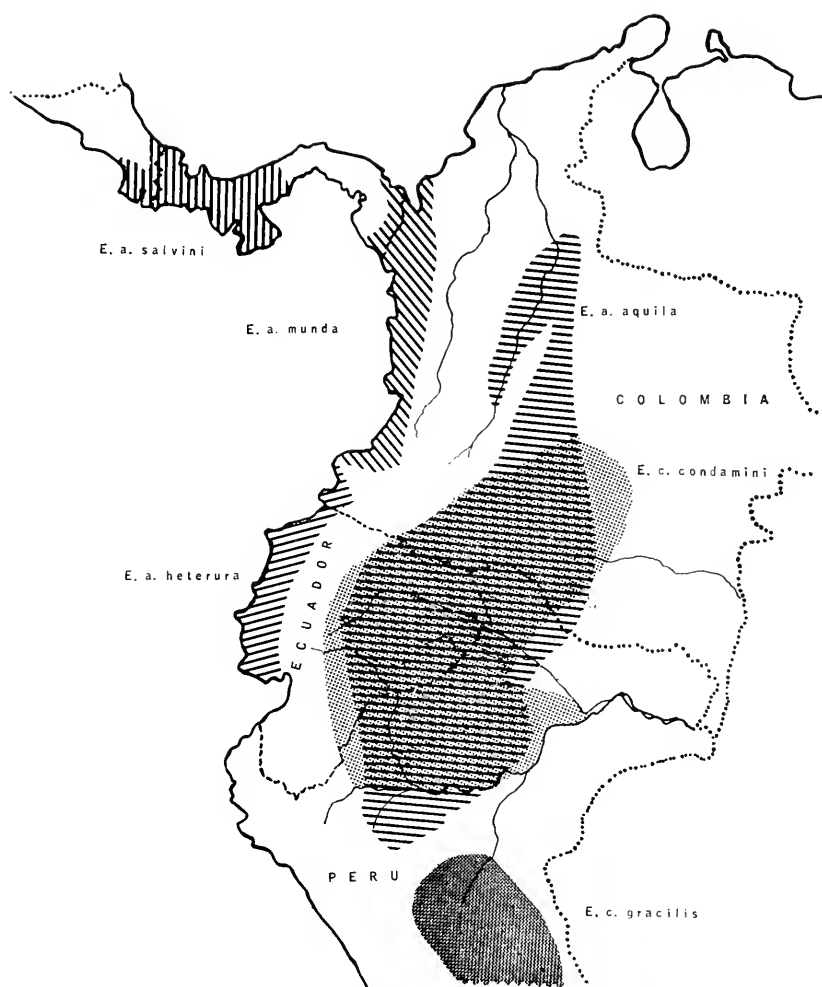 E. a. salvini
E. a. munda
E. a. aquila
COLOMBIA
E. c. condamini
E. a. heterura
ECUADOR
PERU
E. c. gracilis